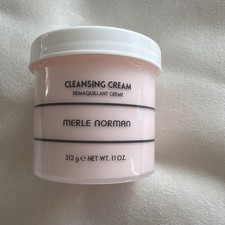 CLEANSING CREAM
DÉMAQUILLANT CRÈME
MERLE NORMAN
312 g ℮ NET WT. 11 OZ.